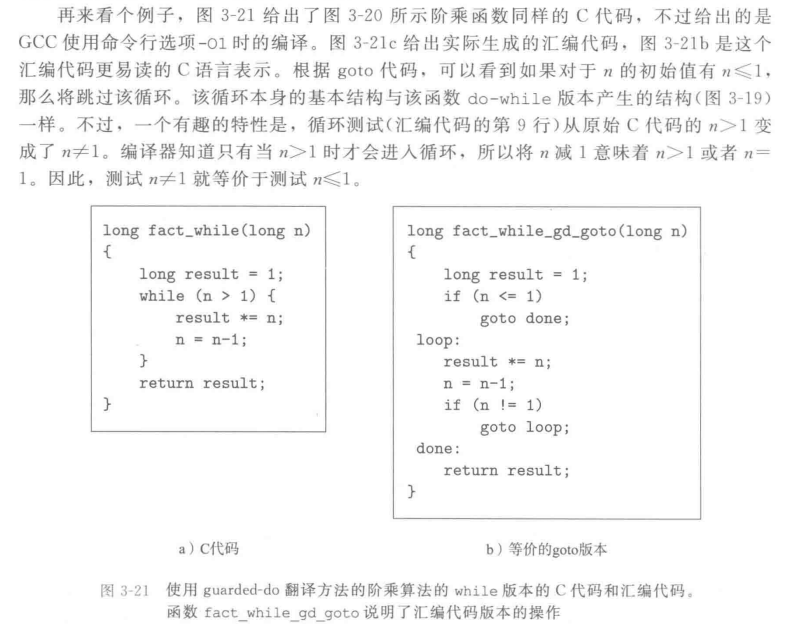 再来看个例子，图 3-21 给出了图 3-20 所示阶乘函数同样的 C 代码，不过给出的是
GCC 使用命令行选项-O1 时的编译。图 3-21c 给出实际生成的汇编代码，图 3-21b 是这个
汇编代码更易读的 C 语言表示。根据 goto 代码，可以看到如果对于 n 的初始值有 n⩽1，
那么将跳过该循环。该循环本身的基本结构与该函数 do-while 版本产生的结构(图 3-19)
一样。不过，一个有趣的特性是，循环测试(汇编代码的第 9 行)从原始 C 代码的 n>1 变
成了 n≠1。编译器知道只有当 n>1 时才会进入循环，所以将 n 减 1 意味着 n>1 或者 n=
1。因此，测试 n≠1 就等价于测试 n⩽1。
long fact_while(long n)
{
    long result = 1;
    while (n > 1) {
        result *= n;
        n = n-1;
    }
    return result;
}
a）C代码
long fact_while_gd_goto(long n)
{
    long result = 1;
    if (n <= 1)
        goto done;
 loop:
    result *= n;
    n = n-1;
    if (n != 1)
        goto loop;
 done:
    return result;
}
b）等价的goto版本
图 3-21 使用 guarded-do 翻译方法的阶乘算法的 while 版本的 C 代码和汇编代码。
函数 fact_while_gd_goto 说明了汇编代码版本的操作